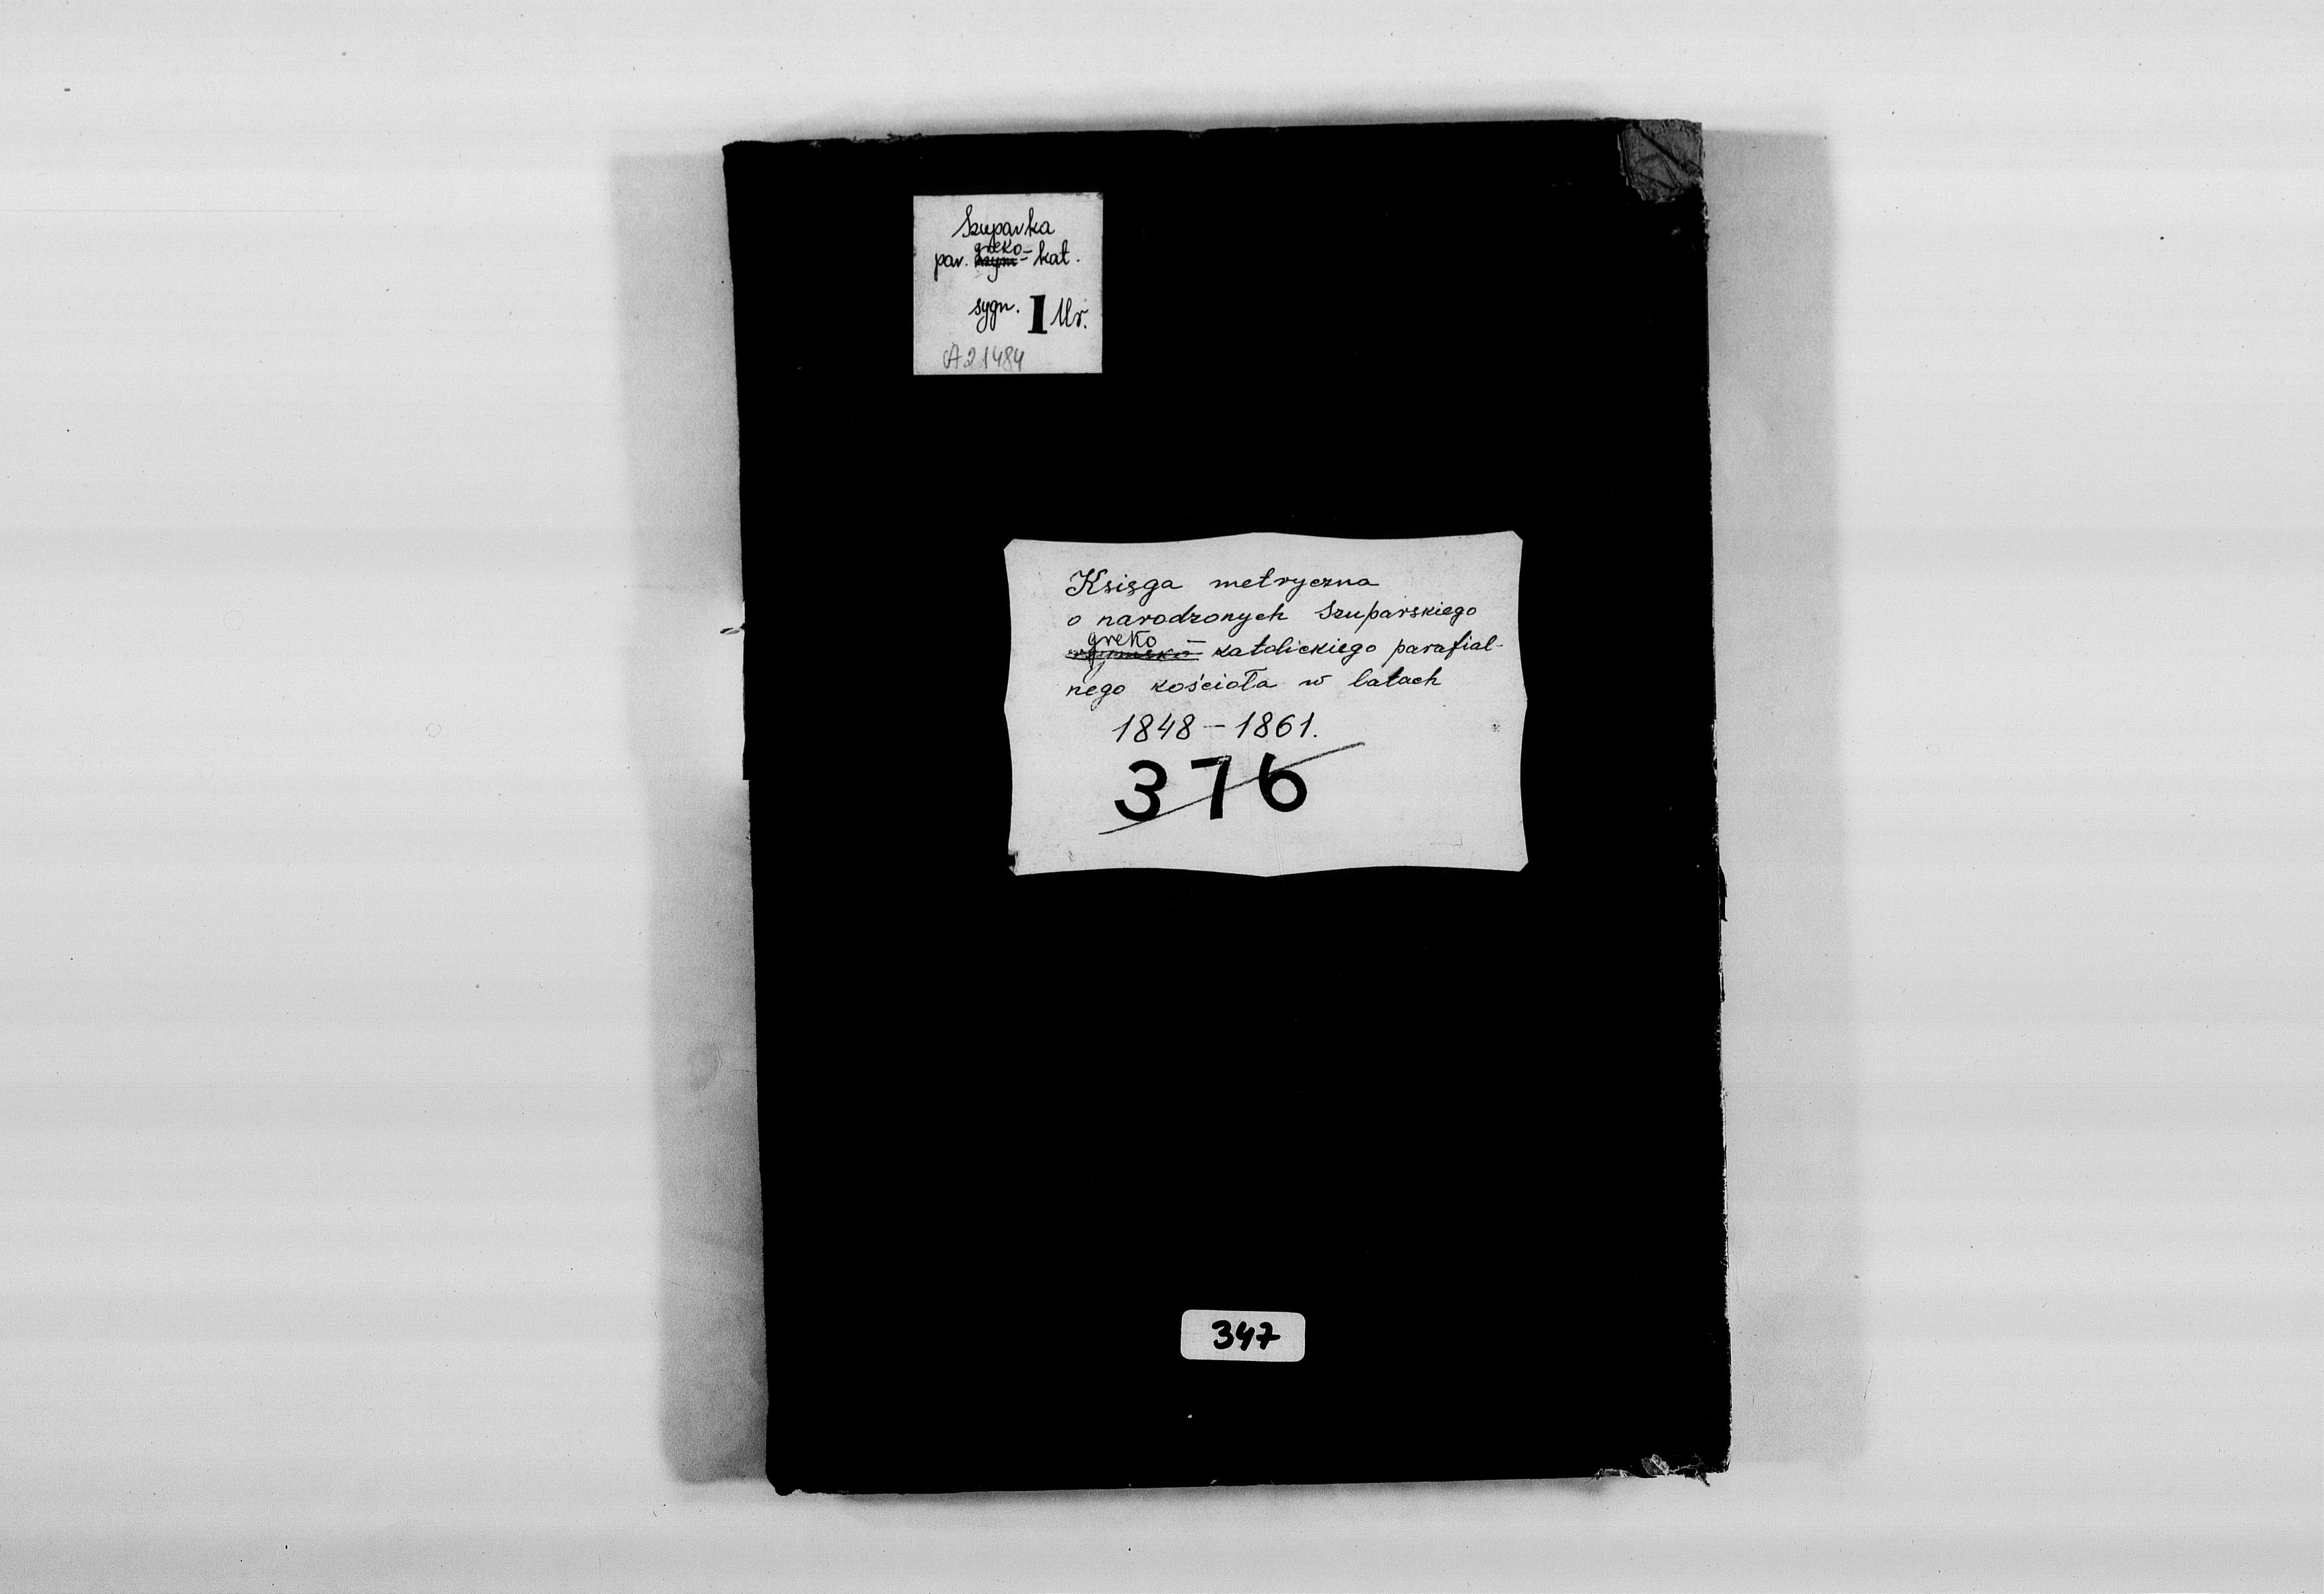 Szuparka
par. rzym greko - kat.
sygn. 1 Ur.
A21484
Księga metryczna
o narodzonych Szuparskiego
rzymsko greko - katolickiego parafial-
nego kościoła w latach
1848 - 1861.
376
347